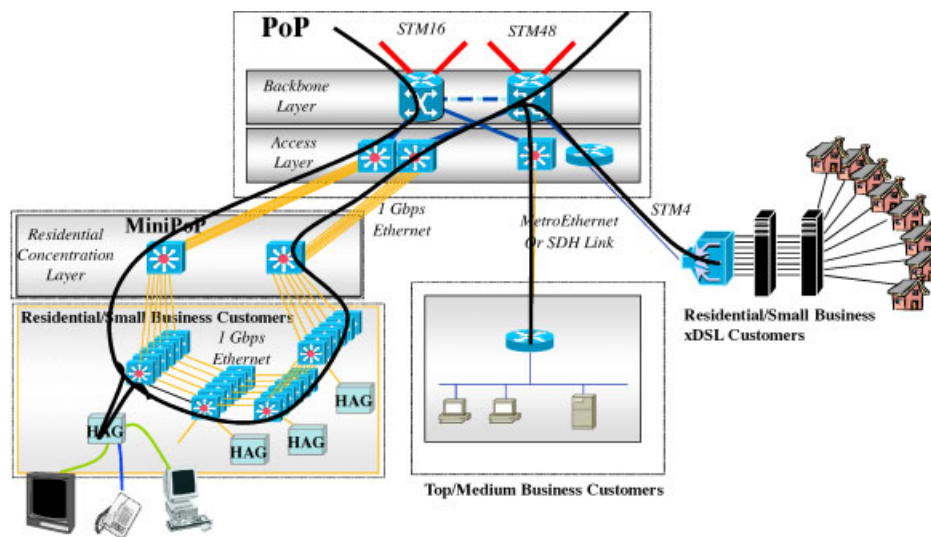 PoP
STM16
STM48
Backbone
Layer
Access
Layer
1 Gbps
Ethernet
MetroEthernet
Or SDH Link
STM4
MiniPoP
Residential
Concentration
Layer
Residential/Small Business Customers
1 Gbps
Ethernet
HAG
HAG
HAG
HAG
Residential/Small Business
xDSL Customers
Top/Medium Business Customers